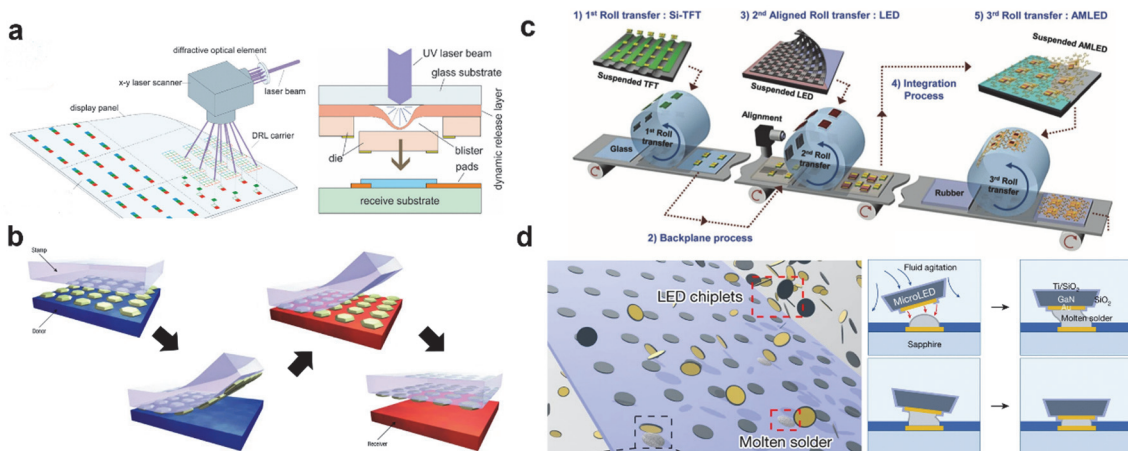 a
diffractive optical element
x-y laser scanner
laser beam
display panel
DRL carrier
UV laser beam
glass substrate
dynamic release layer
blister
die
pads
receive substrate
b
Stamp
Donor
Receiver
c
1) 1st Roll transfer : Si-TFT
3) 2nd Aligned Roll transfer : LED
5) 3rd Roll transfer : AMLED
Suspended TFT
Suspended LED
Suspended AMLED
4) Integration
Process
Alignment
Glass
1st Roll
transfer
2nd Roll
transfer
Rubber
3rd Roll
transfer
2) Backplane process
d
LED chiplets
Molten solder
Fluid agitation
MicroLED
Sapphire
Ti/SiO2
GaN
SiO2
Molten solder